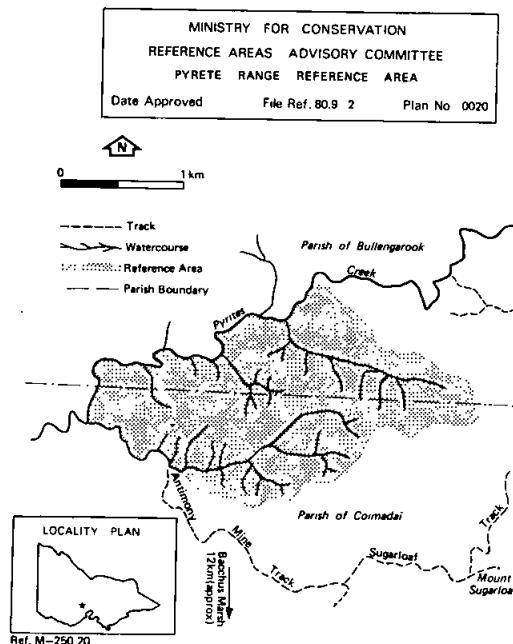 MINISTRY FOR CONSERVATION
REFERENCE AREAS ADVISORY COMMITTEE
PYRETE RANGE REFERENCE AREA
Date Approved File Ref. 80.9 2 Plan No 0020
N
0 1 km
Track
Watercourse
Reference Area
Parish Boundary
Parish of Bullengarook
Creek
Pyrites
Antimony
Mine
Track
Parish of Coimadai
Sugarloaf
Track
Mount
Sugarloaf
Bacchus Marsh
12km(approx)
LOCALITY PLAN
Ref. M-250 20